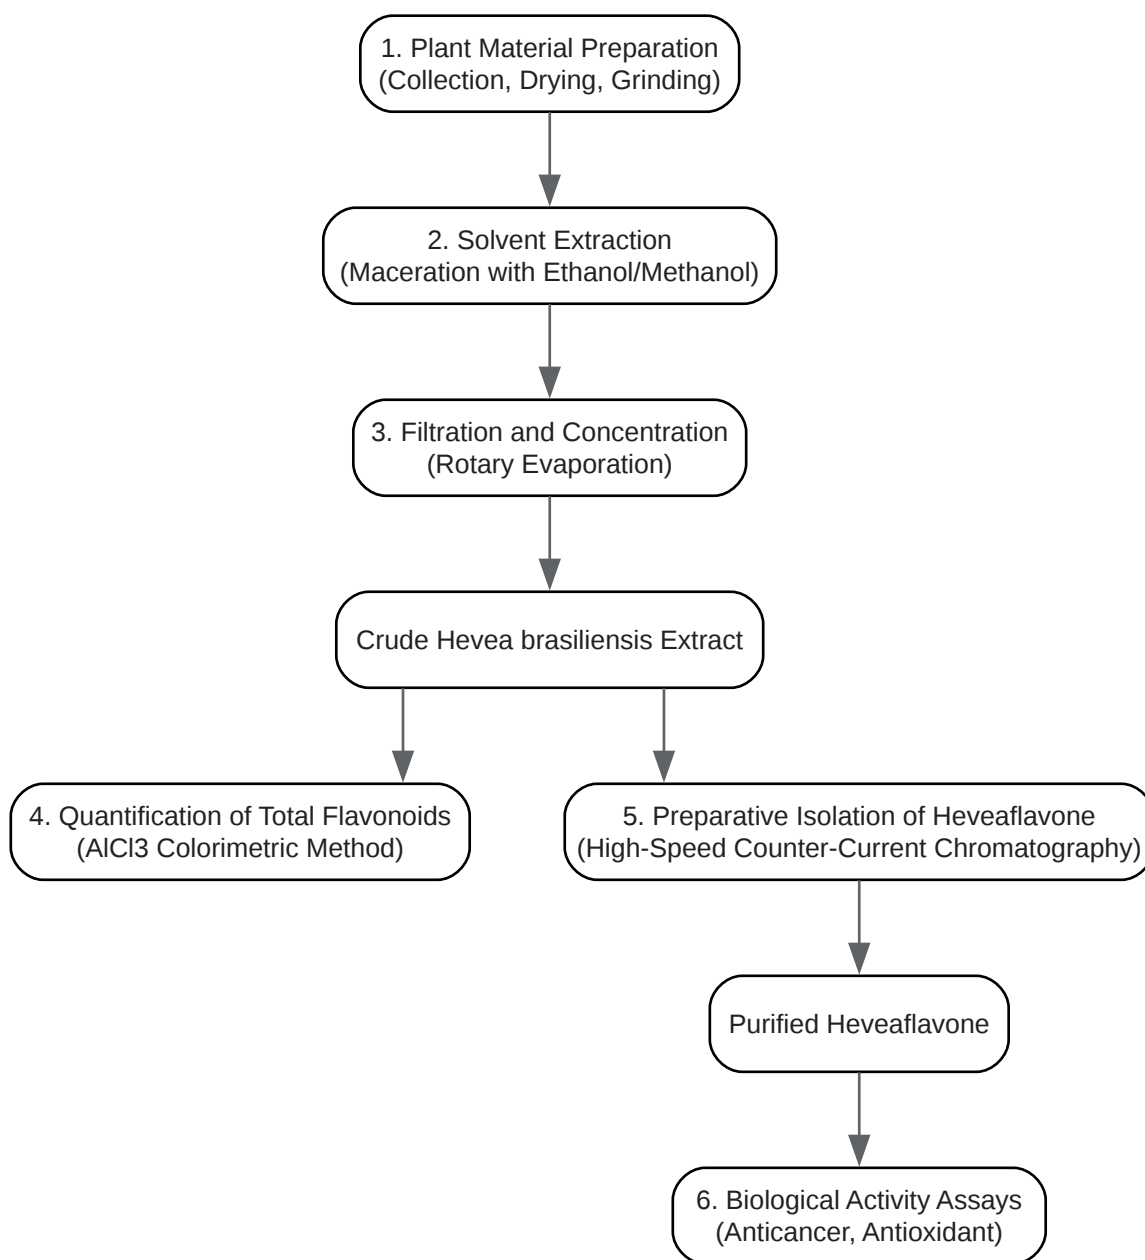 1. Plant Material Preparation
(Collection, Drying, Grinding)
2. Solvent Extraction
(Maceration with Ethanol/Methanol)
3. Filtration and Concentration
(Rotary Evaporation)
Crude Hevea brasiliensis Extract
4. Quantification of Total Flavonoids
(AlCl3 Colorimetric Method)
5. Preparative Isolation of Heveaflavone
(High-Speed Counter-Current Chromatography)
Purified Heveaflavone
6. Biological Activity Assays
(Anticancer, Antioxidant)